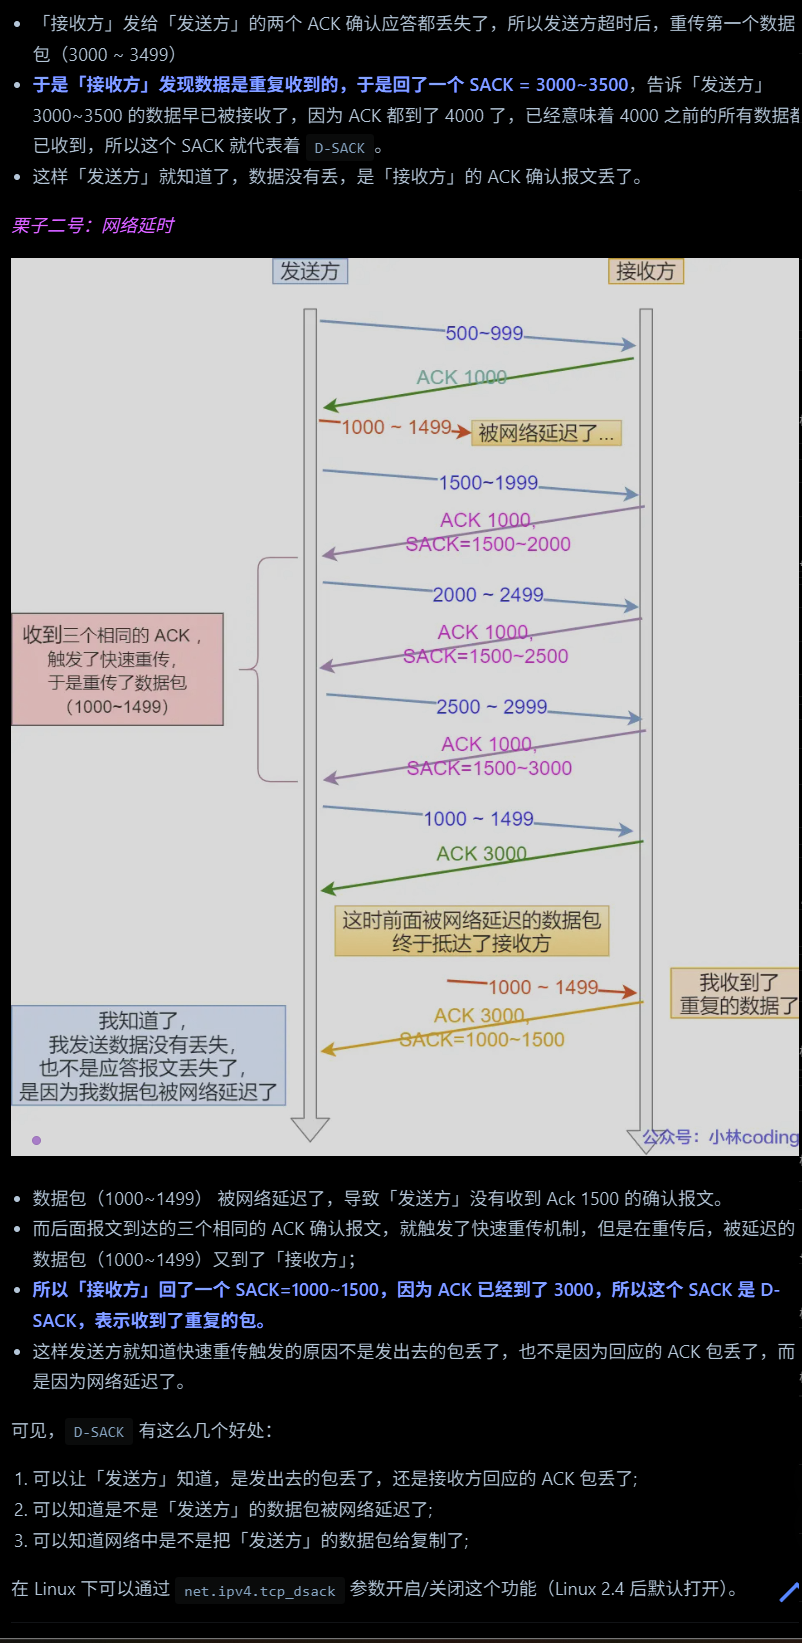 「接收方」发给「发送方」的两个 ACK 确认应答都丢失了，所以发送方超时后，重传第一个数据
包（3000 ~ 3499）
于是「接收方」发现数据是重复收到的，于是回了一个 SACK = 3000~3500，告诉「发送方」
3000~3500 的数据早已被接收了，因为 ACK 都到了 4000 了，已经意味着 4000 之前的所有数据都
已收到，所以这个 SACK 就代表着 D-SACK 。
这样「发送方」就知道了，数据没有丢，是「接收方」的 ACK 确认报文丢了。
栗子二号：网络延时
发送方
接收方
500~999
ACK 1000
1000 ~ 1499
被网络延迟了...
1500~1999
ACK 1000,
SACK=1500~2000
2000 ~ 2499
收到三个相同的 ACK，
触发了快速重传，
于是重传了数据包
（1000~1499）
ACK 1000,
SACK=1500~2500
2500 ~ 2999
ACK 1000,
SACK=1500~3000
1000 ~ 1499
ACK 3000
这时前面被网络延迟的数据包
终于抵达了接收方
1000 ~ 1499
我收到了
重复的数据了
ACK 3000,
SACK=1000~1500
我知道了，
我发送数据没有丢失，
也不是应答报文丢失了，
是因为我数据包被网络延迟了
公众号：小林coding
数据包（1000~1499） 被网络延迟了，导致「发送方」没有收到 Ack 1500 的确认报文。
而后面报文到达的三个相同的 ACK 确认报文，就触发了快速重传机制，但是在重传后，被延迟的
数据包（1000~1499）又到了「接收方」；
所以「接收方」回了一个 SACK=1000~1500，因为 ACK 已经到了 3000，所以这个 SACK 是 D-
SACK，表示收到了重复的包。
这样发送方就知道快速重传触发的原因不是发出去的包丢了，也不是因为回应的 ACK 包丢了，而
是因为网络延迟了。
可见， D-SACK 有这么几个好处：
1. 可以让「发送方」知道，是发出去的包丢了，还是接收方回应的 ACK 包丢了;
2. 可以知道是不是「发送方」的数据包被网络延迟了;
3. 可以知道网络中是不是把「发送方」的数据包给复制了;
在 Linux 下可以通过 net.ipv4.tcp_dsack 参数开启/关闭这个功能（Linux 2.4 后默认打开）。